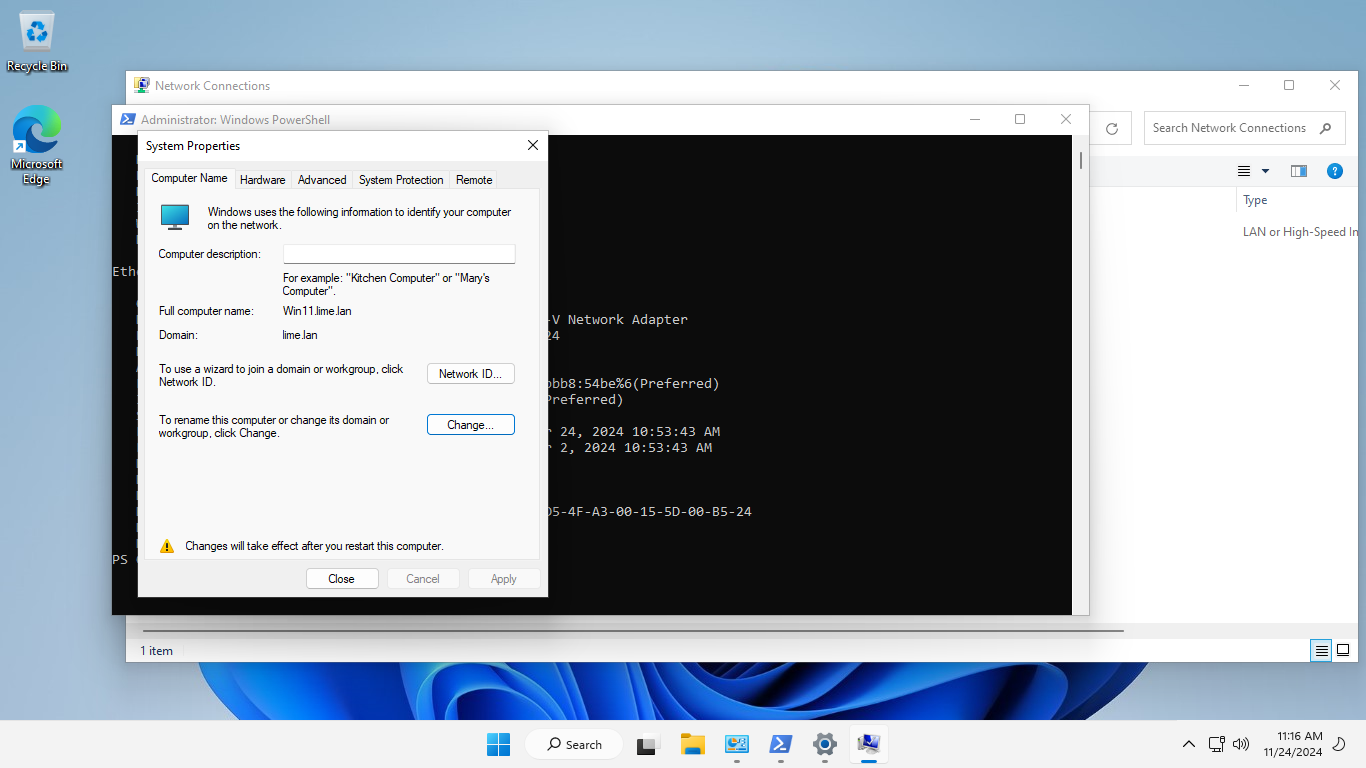 Recycle Bin
Microsoft
Edge
Network Connections
Search Network Connections
Type
LAN or High-Speed In
1 item
Administrator: Windows PowerShell
Ethe
-V Network Adapter
24
bb8:54be%6(Preferred)
Preferred)
r 24, 2024 10:53:43 AM
r 2, 2024 10:53:43 AM
D5-4F-A3-00-15-5D-00-B5-24
PS
System Properties
Computer Name
Hardware
Advanced
System Protection
Remote
Windows uses the following information to identify your computer
on the network.
Computer description:
For example: "Kitchen Computer" or "Mary's
Computer".
Full computer name:
Win11.lime.lan
Domain:
lime.lan
To use a wizard to join a domain or workgroup, click
Network ID.
Network ID...
To rename this computer or change its domain or
workgroup, click Change.
Change...
Changes will take effect after you restart this computer.
Close
Cancel
Apply
Search
11:16 AM
11/24/2024